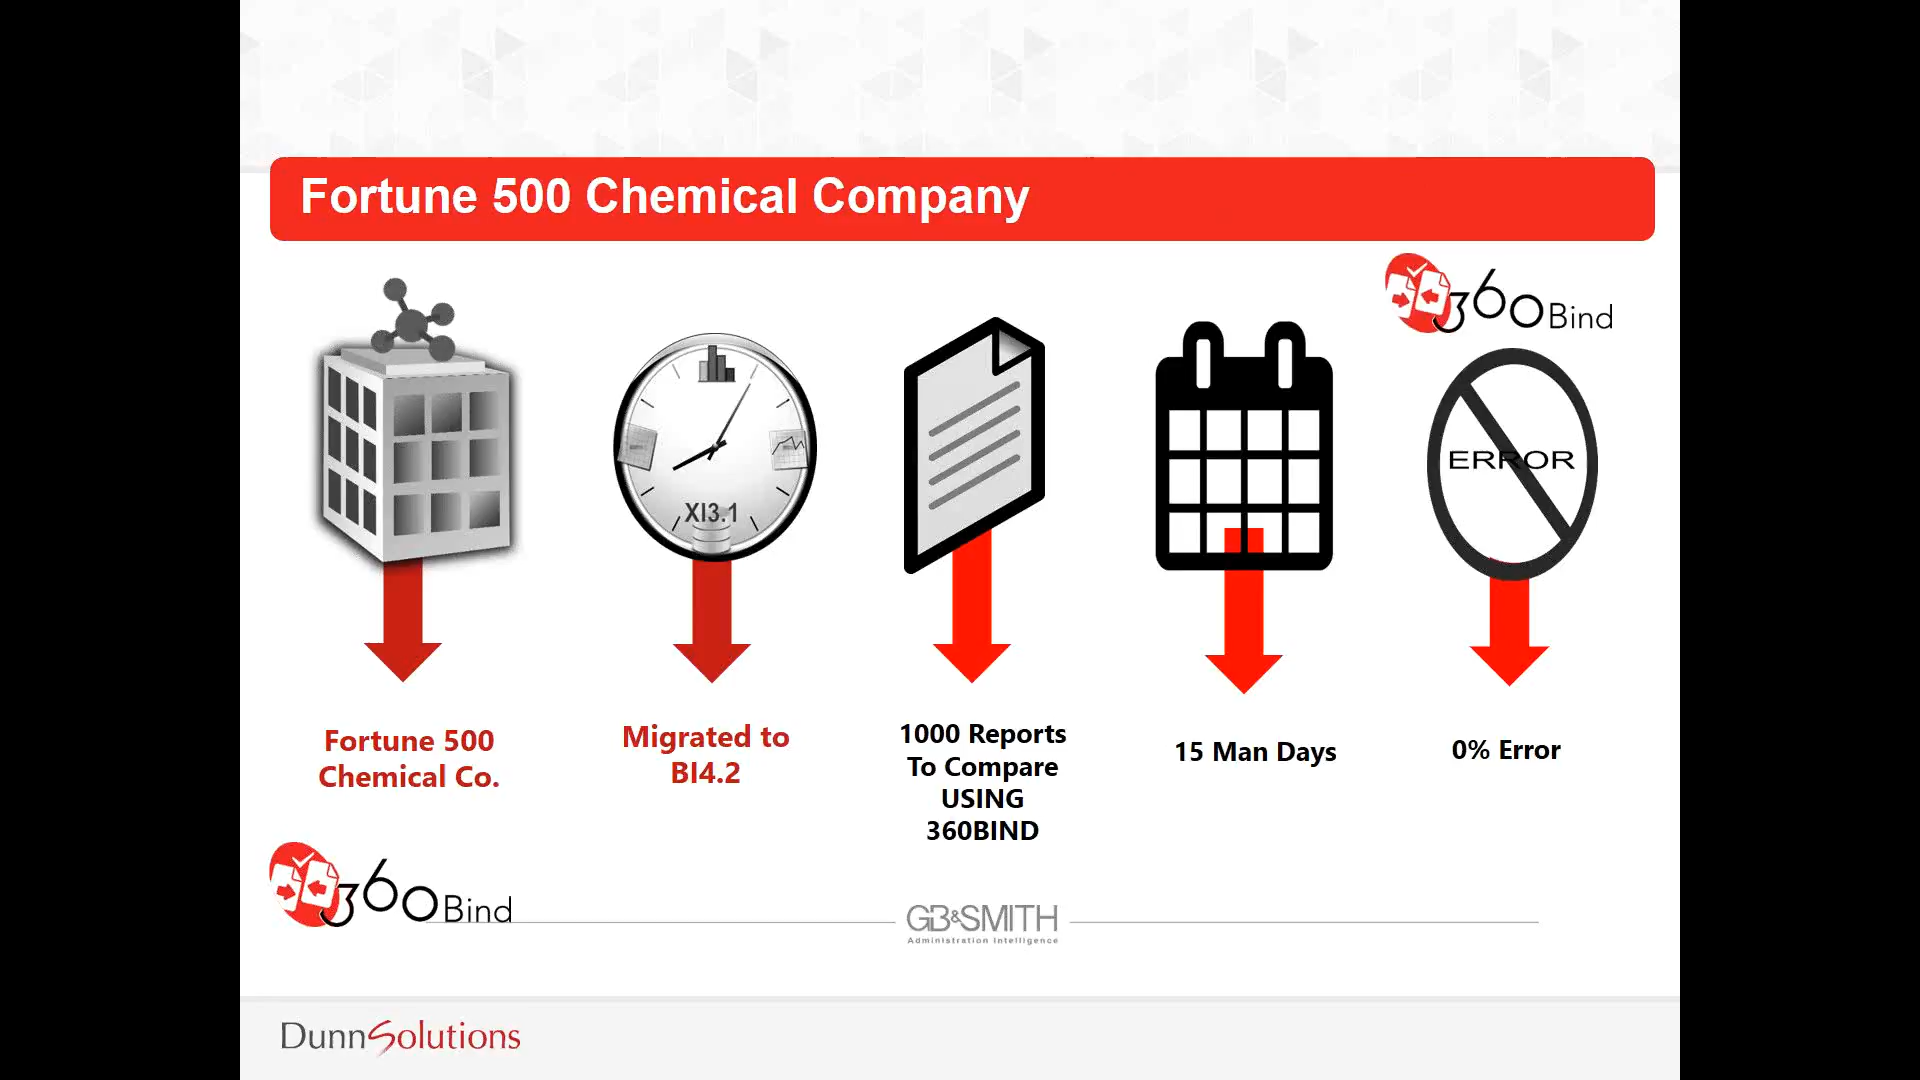 Fortune 500 Chemical Company
360Bind
XI3.1
ERROR
Fortune 500
Chemical Co.
Migrated to
BI4.2
1000 Reports
To Compare
USING
360BIND
15 Man Days
0% Error
360Bind
GB&SMITH
Administration Intelligence
DunnSolutions